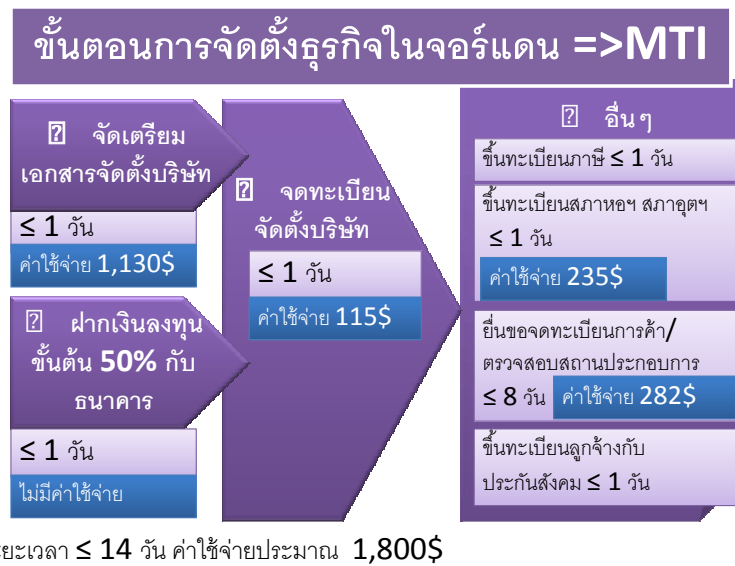 ขั้นตอนการจัดตั้งธุรกิจในจอร์แดน =>MTI
จัดเตรียม
เอกสารจัดตั้งบริษัท
≤ 1 วัน
ค่าใช้จ่าย 1,130$
ฝากเงินลงทุน
ขั้นต้น 50% กับ
ธนาคาร
≤ 1 วัน
ไม่มีค่าใช้จ่าย
จดทะเบียน
จัดตั้งบริษัท
≤ 1 วัน
ค่าใช้จ่าย 115$
อื่นๆ
ขึ้นทะเบียนภาษี ≤ 1 วัน
ขึ้นทะเบียนสภาหอฯ สภาอุตฯ
≤ 1 วัน
ค่าใช้จ่าย 235$
ยื่นขอจดทะเบียนการค้า/
ตรวจสอบสถานประกอบการ
≤ 8 วัน ค่าใช้จ่าย 282$
ขึ้นทะเบียนลูกจ้างกับ
ประกันสังคม ≤ 1 วัน
ยะเวลา ≤ 14 วัน ค่าใช้จ่ายประมาณ 1,800$